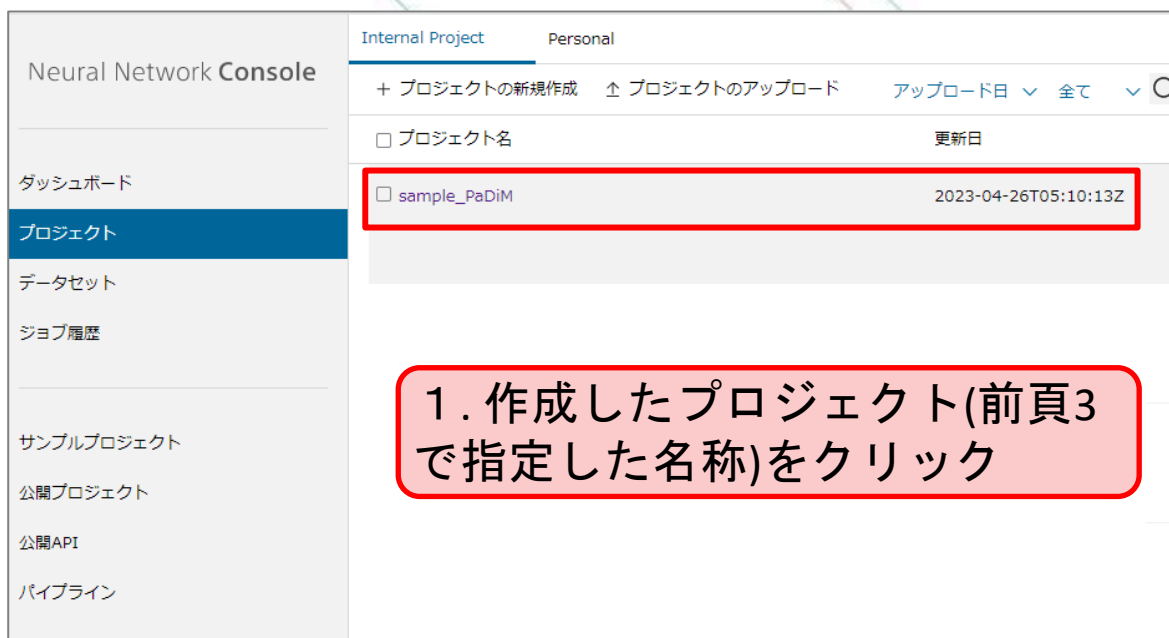 Neural Network Console
ダッシュボード
プロジェクト
データセット
ジョブ履歴
サンプルプロジェクト
公開プロジェクト
公開API
パイプライン
Internal Project Personal
+ プロジェクトの新規作成 プロジェクトのアップロード アップロード日 全て
プロジェクト名 更新日
sample_PaDiM 2023-04-26T05:10:13Z
１. 作成したプロジェクト(前頁3
で指定した名称)をクリック